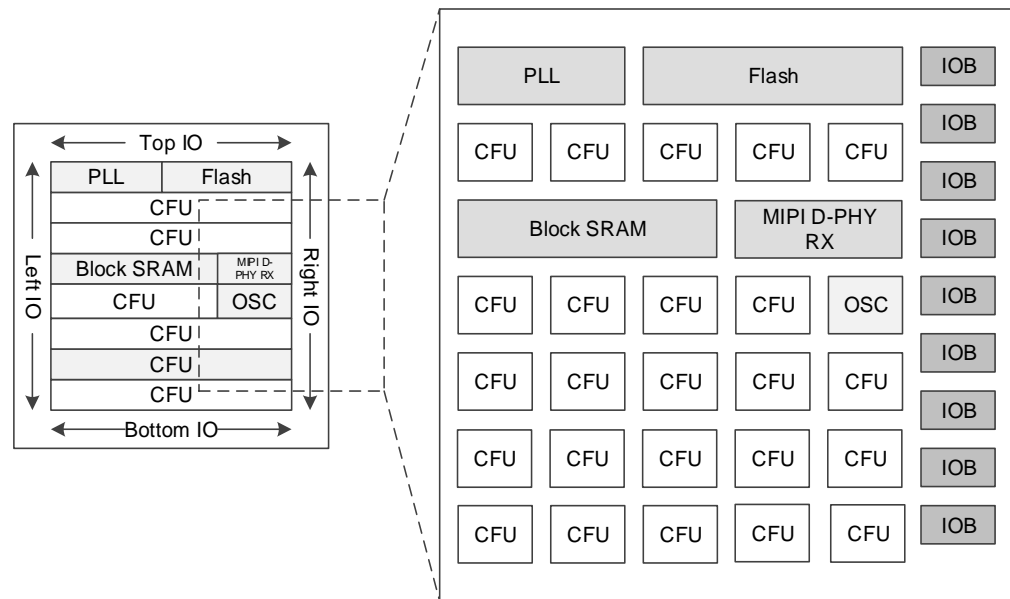 Top IO
PLL Flash
CFU
CFU
Block SRAM MIPI D-
PHY RX
CFU OSC
CFU
CFU
CFU
Left IO
Right IO
Bottom IO
PLL Flash IOB
IOB
CFU CFU CFU CFU CFU
IOB
Block SRAM MIPI D-PHY
RX
IOB
CFU CFU CFU CFU OSC IOB
IOB
CFU CFU CFU CFU CFU
IOB
CFU CFU CFU CFU CFU IOB
CFU CFU CFU CFU CFU IOB